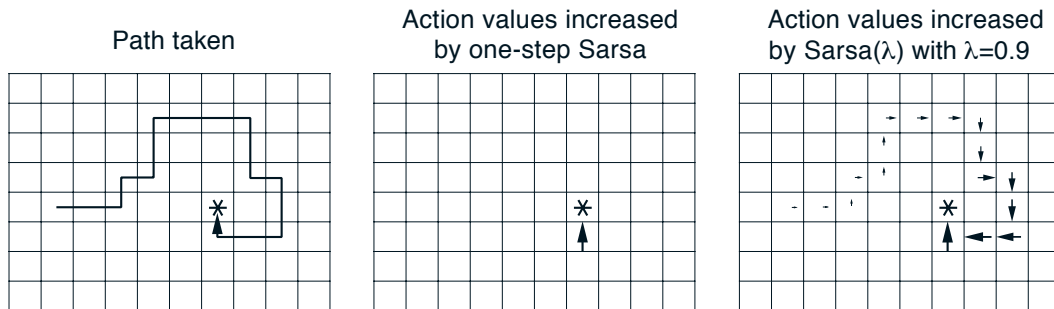 Path taken
Action values increased
by one-step Sarsa
Action values increased
by Sarsa(λ) with λ=0.9